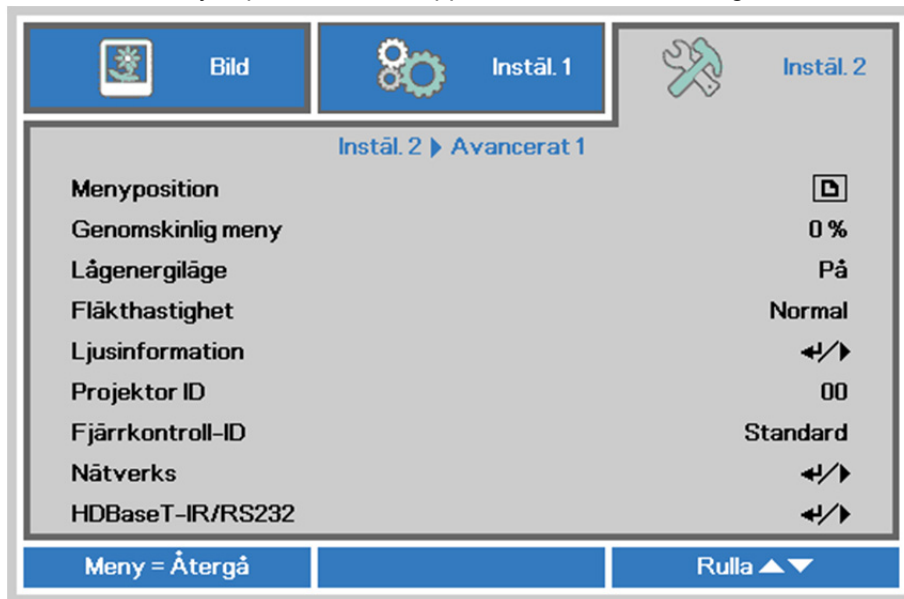 Bild
Instäl. 1
Instäl. 2
Instäl. 2 Avancerat 1
Menyposition
Genomskinlig meny 0 %
Lågenergiläge På
Fläkthastighet Normal
Ljusinformation
Projektor ID 00
Fjärrkontroll-ID Standard
Nätverks
HDBaseT-IR/RS232
Meny = Återgå
Rulla